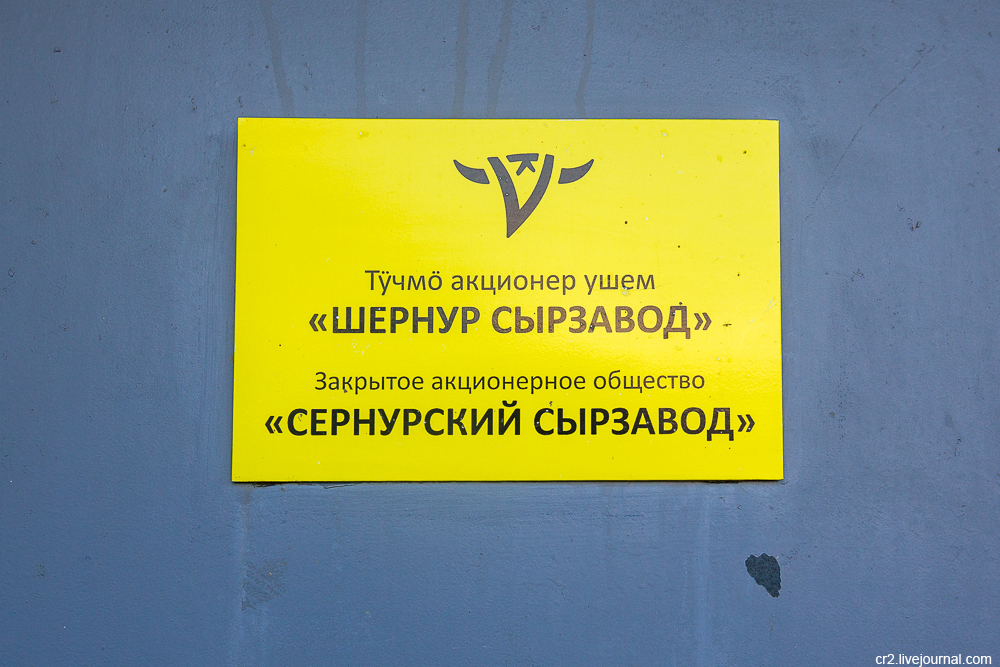 Тӱчмӧ акционер ушем
«ШЕРНУР СЫРЗАВОД»
Закрытое акционерное общество
«СЕРНУРСКИЙ СЫРЗАВОД»
cr2.livejournal.com